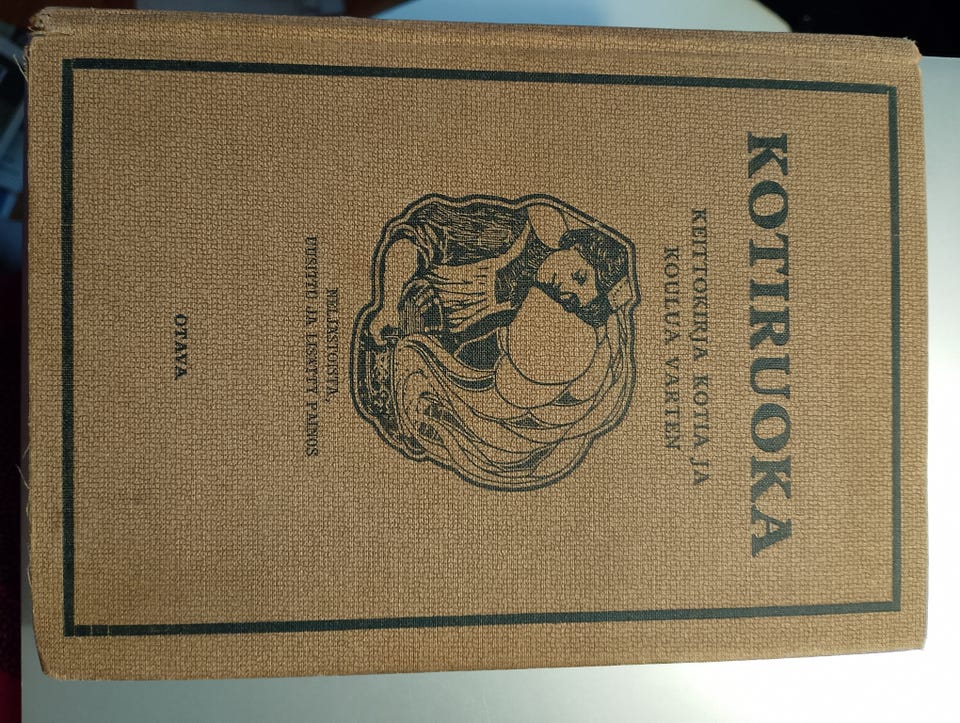 KOTIRUOKA
KEITTOKIRJA KOTIA JA
KOULUA VARTEN
NELJÄSTOISTA,
UUSITTU JA LISÄTTY PAINOS
OTAVA